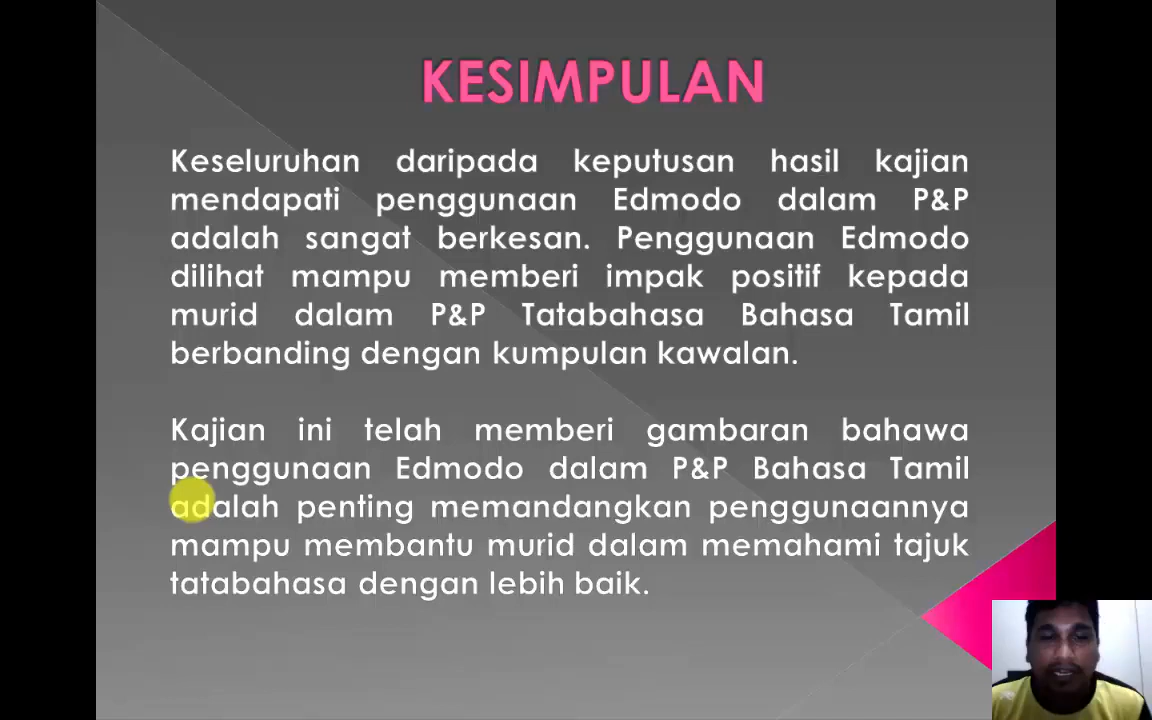 KESIMPULAN
Keseluruhan daripada keputusan hasil kajian
mendapati penggunaan Edmodo dalam P&P
adalah sangat berkesan. Penggunaan Edmodo
dilihat mampu memberi impak positif kepada
murid dalam P&P Tatabahasa Bahasa Tamil
berbanding dengan kumpulan kawalan.
Kajian ini telah memberi gambaran bahawa
penggunaan Edmodo dalam P&P Bahasa Tamil
adalah penting memandangkan penggunaannya
mampu membantu murid dalam memahami tajuk
tatabahasa dengan lebih baik.